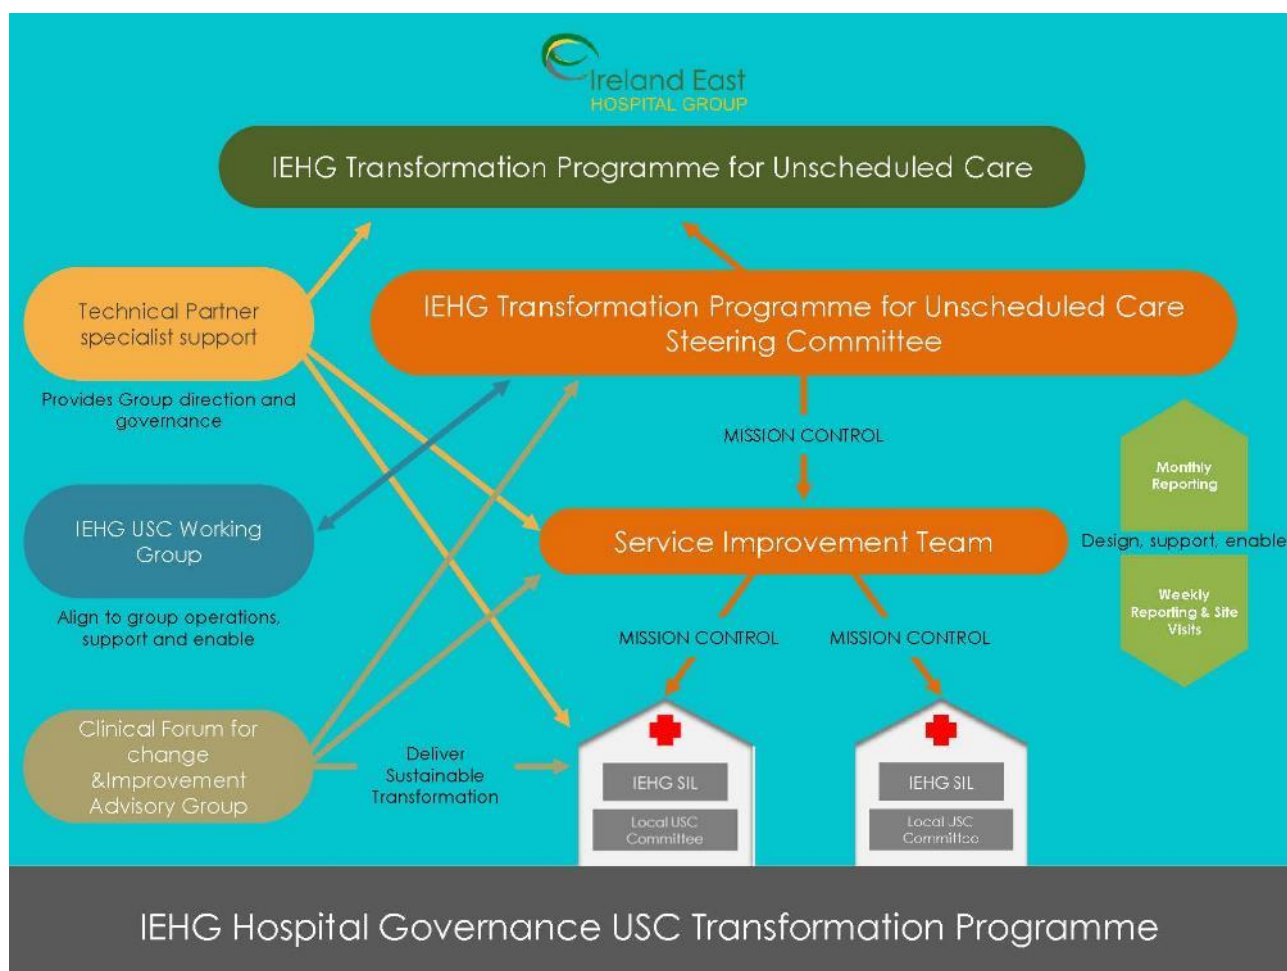 Ireland East
HOSPITAL GROUP
IEHG Transformation Programme for Unscheduled Care
Technical Partner
specialist support
Provides Group direction and
governance
IEHG Transformation Programme for Unscheduled Care
Steering Committee
MISSION CONTROL
Monthly
Reporting
IEHG USC Working
Group
Align to group operations,
support and enable
Service Improvement Team
Design, support, enable
Weekly
Reporting & Site
Visits
MISSION CONTROL
MISSION CONTROL
Clinical Forum for
change
&Improvement
Advisory Group
Deliver
Sustainable
Transformation
IEHG SIL
Local USC
Committee
IEHG SIL
Local USC
Committee
IEHG Hospital Governance USC Transformation Programme